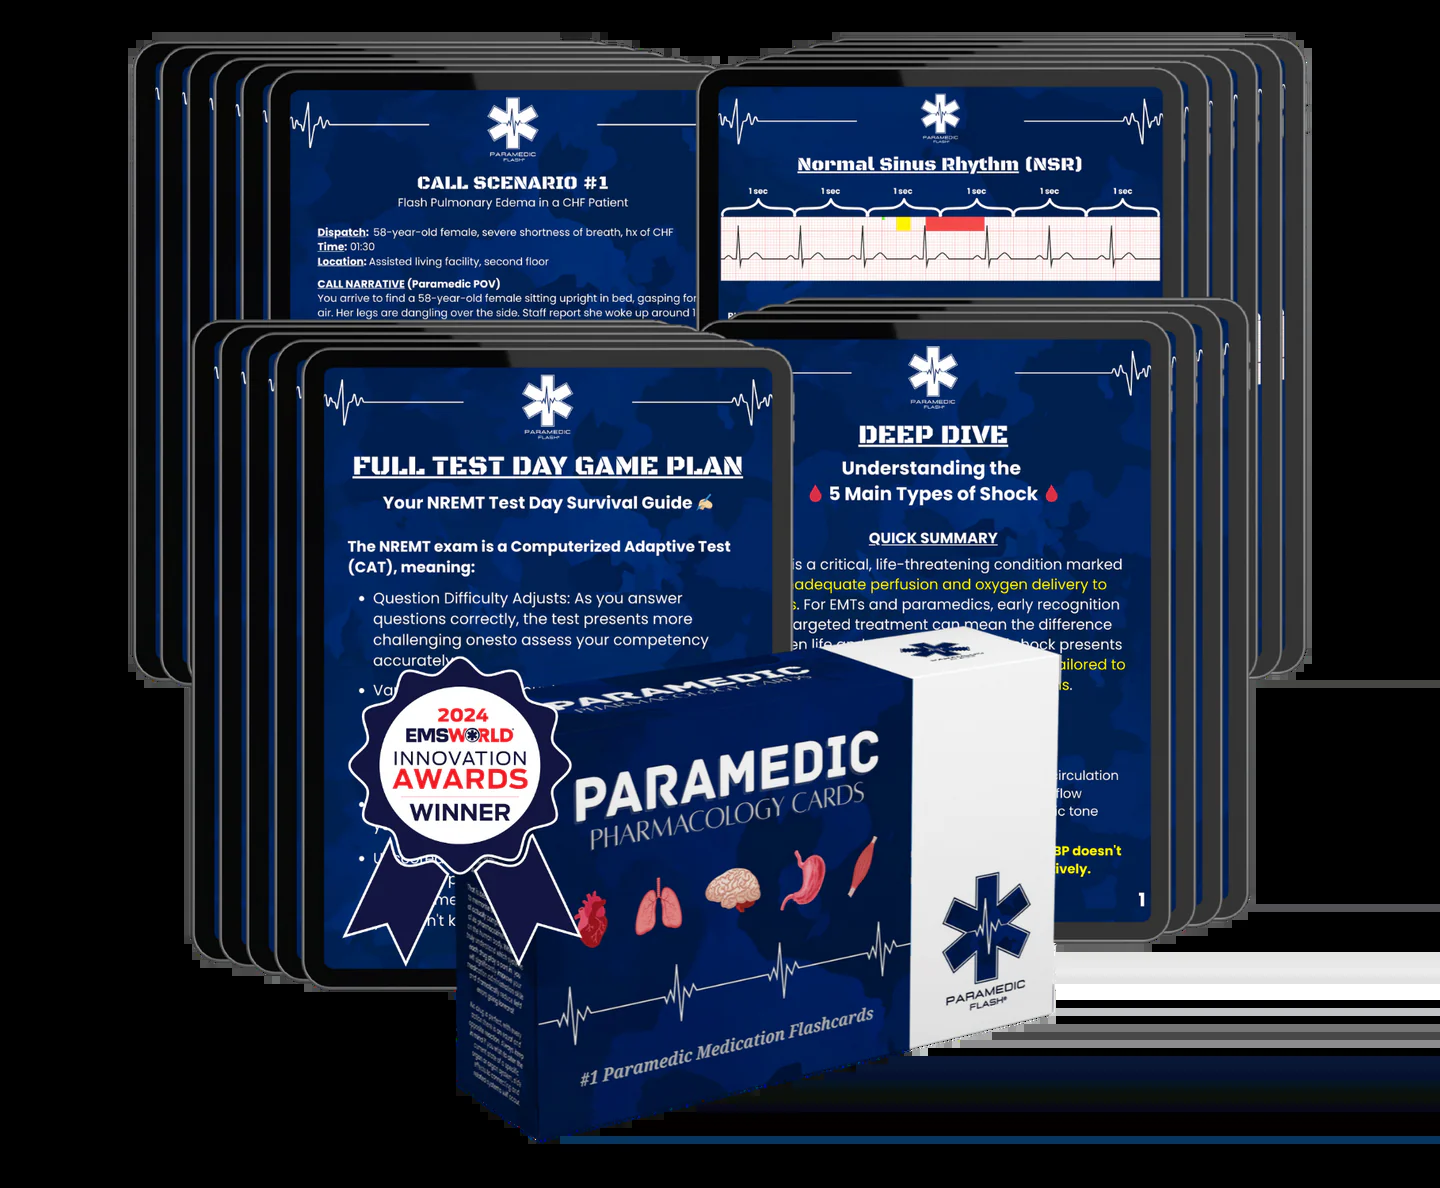 PARAMEDIC
FLASH®
CALL SCENARIO #1
Flash Pulmonary Edema in a CHF Patient
Dispatch: 58-year-old female, severe shortness of breath, hx of CHF
Time: 01:30
Location: Assisted living facility, second floor
CALL NARRATIVE (Paramedic POV)
You arrive to find a 58-year-old female sitting upright in bed, gasping for
air. Her legs are dangling over the side. Staff report she woke up around 1
PARAMEDIC
FLASH®
Normal Sinus Rhythm (NSR)
1 sec 1 sec 1 sec 1 sec 1 sec 1 sec
PARAMEDIC
FLASH®
FULL TEST DAY GAME PLAN
Your NREMT Test Day Survival Guide ✍🏼
The NREMT exam is a Computerized Adaptive Test
(CAT), meaning:
• Question Difficulty Adjusts: As you answer
questions correctly, the test presents more
challenging onesto assess your competency
accurately
PARAMEDIC
FLASH®
DEEP DIVE
Understanding the
🩸 5 Main Types of Shock 🩸
QUICK SUMMARY
is a critical, life-threatening condition marked
adequate perfusion and oxygen delivery to
s. For EMTs and paramedics, early recognition
argeted treatment can mean the difference
en life
hock presents
ailored to
s.
irculation
flow
ic tone
BP doesn't
ively.
1
2024
EMSWORLD
INNOVATION
AWARDS
WINNER
PARAMEDIC
PHARMACOLOGY CARDS
PARAMEDIC
PHARMACOLOGY CARDS
#1 Paramedic Medication Flashcards
PARAMEDIC
FLASH®